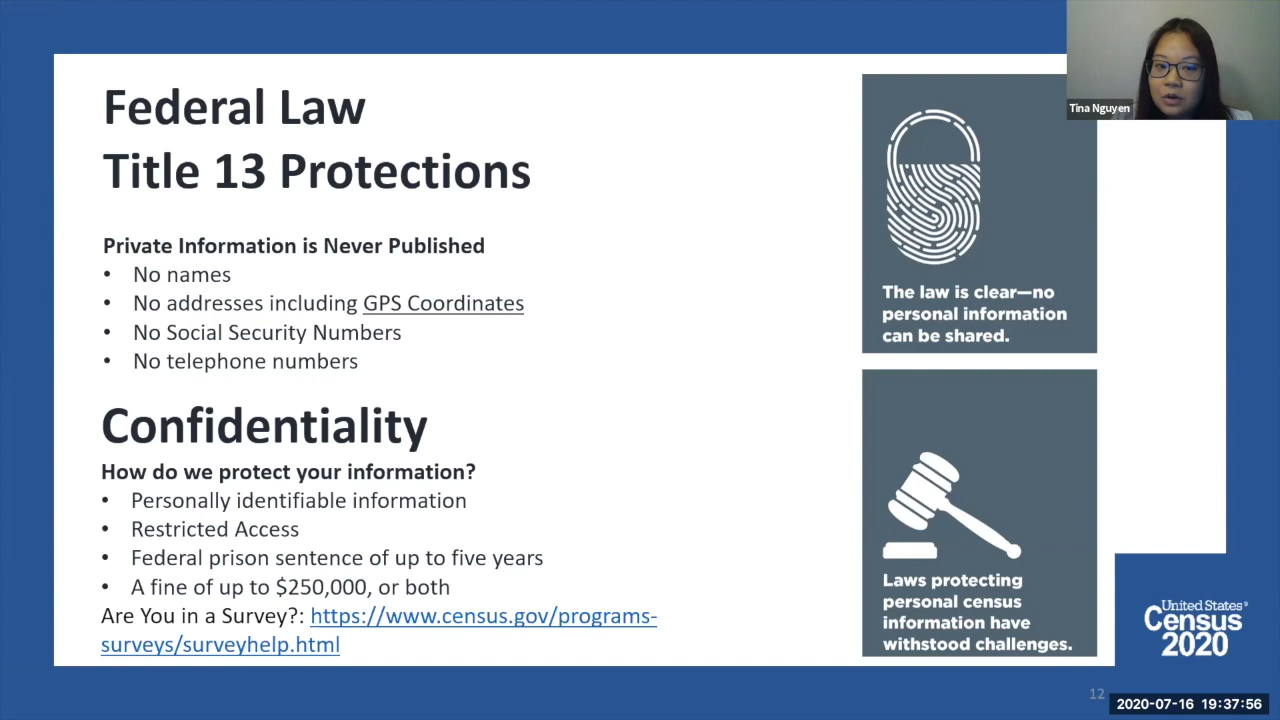 Federal Law
Title 13 Protections
Private Information is Never Published
• No names
• No addresses including GPS Coordinates
• No Social Security Numbers
• No telephone numbers
Confidentiality
How do we protect your information?
• Personally identifiable information
• Restricted Access
• Federal prison sentence of up to five years
• A fine of up to $250,000, or both
Are You in a Survey?: https://www.census.gov/programs-
surveys/surveyhelp.html
The law is clear—no
personal information
can be shared.
Laws protecting
personal census
information have
withstood challenges.
Tina Nguyen
United States®
Census
2020
12
2020-07-16 19:37:56